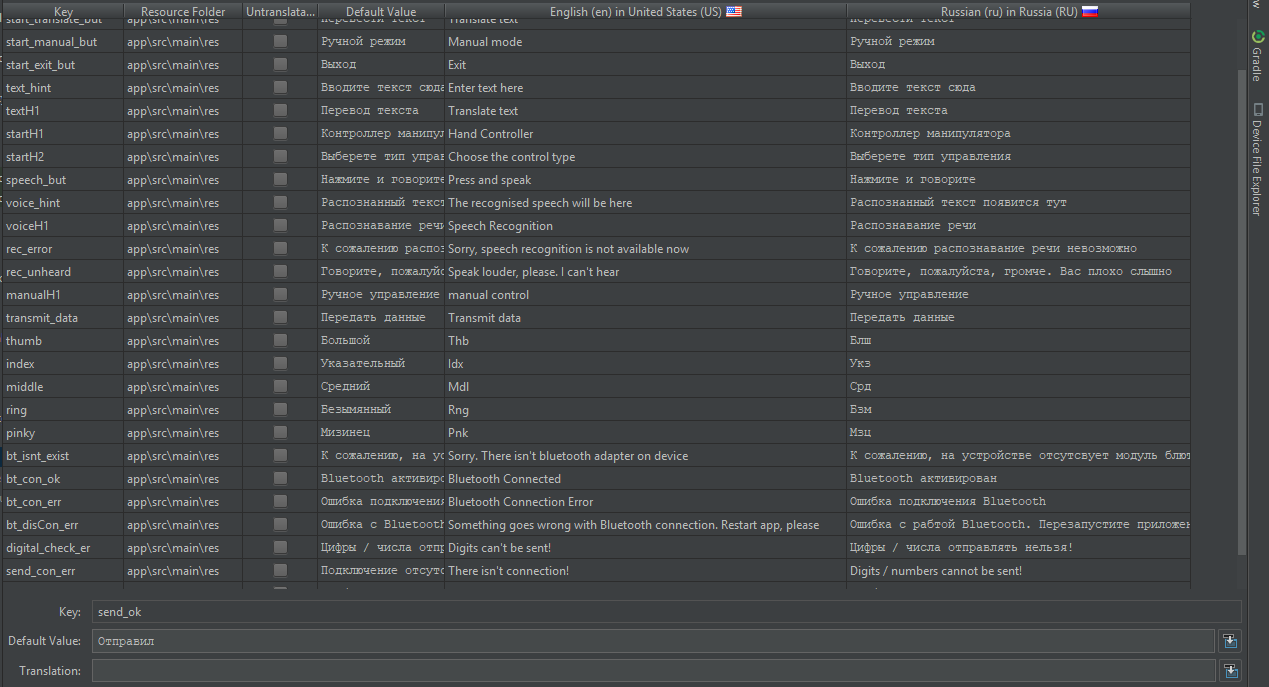 Key Resource Folder Untranslata... Default Value English (en) in United States (US) Russian (ru) in Russia (RU)
start_translate_but app\src\main\res Перевести текст Translate text Перевести текст
start_manual_but app\src\main\res Ручной режим Manual mode Ручной режим
start_exit_but app\src\main\res Выход Exit Выход
text_hint app\src\main\res Вводите текст сюда Enter text here Вводите текст сюда
textH1 app\src\main\res Перевод текста Translate text Перевод текста
startH1 app\src\main\res Контроллер манипул Hand Controller Контроллер манипулятора
startH2 app\src\main\res Выберете тип управ Choose the control type Выберете тип управления
speech_but app\src\main\res Нажмите и говорите Press and speak Нажмите и говорите
voice_hint app\src\main\res Распознанный текст The recognised speech will be here Распознанный текст появится тут
voiceH1 app\src\main\res Распознавание речи Speech Recognition Распознавание речи
rec_error app\src\main\res К сожалению распоз Sorry, speech recognition is not available now К сожалению распознавание речи невозможно
rec_unheard app\src\main\res Говорите, пожалуйс Speak louder, please. I can't hear Говорите, пожалуйста, громче. Вас плохо слышно
manualH1 app\src\main\res Ручное управление manual control Ручное управление
transmit_data app\src\main\res Передать данные Transmit data Передать данные
thumb app\src\main\res Большой Thb Блш
index app\src\main\res Указательный Idx Укз
middle app\src\main\res Средний Mdl Срд
ring app\src\main\res Безымянный Rng Бзм
pinky app\src\main\res Мизинец Pnk Мзц
bt_isnt_exist app\src\main\res К сожалению, на ус Sorry. There isn't bluetooth adapter on device К сожалению, на устройстве отсутсвует модуль блют
bt_con_ok app\src\main\res Bluetooth активиро Bluetooth Connected Bluetooth активирован
bt_con_err app\src\main\res Ошибка подключения Bluetooth Connection Error Ошибка подключения Bluetooth
bt_disCon_err app\src\main\res Ошибка с Bluetooth Something goes wrong with Bluetooth connection. Restart app, please Ошибка с рабтой Bluetooth. Перезапустите приложен
digital_check_er app\src\main\res Цифры / числа отпр Digits can't be sent! Цифры / числа отправлять нельзя!
send_con_err app\src\main\res Подключение отсутс There isn't connection! Digits / numbers cannot be sent!
Key: send_ok
Default Value: Отправил
Translation:
Gradle
Device File Explorer